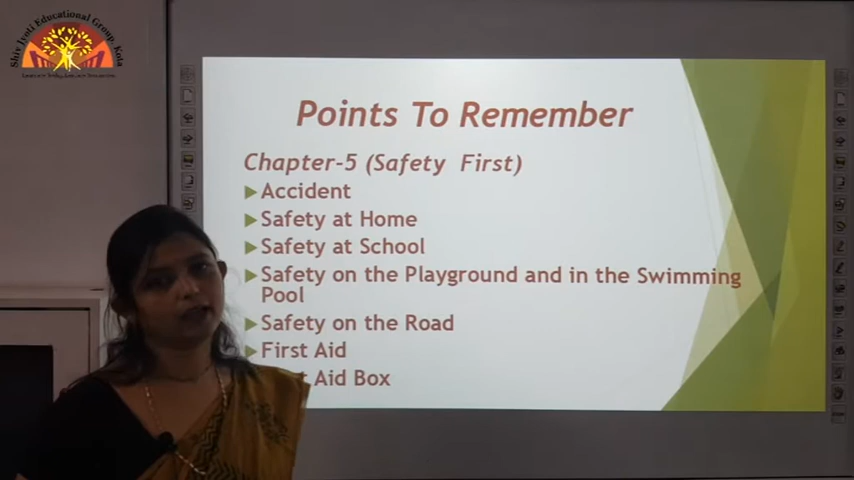 Shiv Jyoti Educational Group, Kota
Points To Remember
Chapter-5 (Safety First)
Accident
Safety at Home
Safety at School
Safety on the Playground and in the Swimming
Pool
Safety on the Road
First Aid
Aid Box